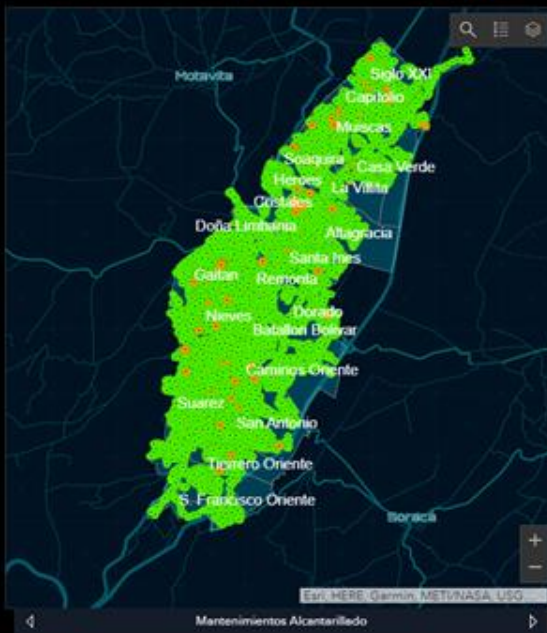 Motavita
Siglo XXI
Capitolio
Muiscas
Soaquira
Casa Verde
Heroes
La Villita
Cristales
Doña Limbania
Altagracia
Santa Ines
Gaitan
Remonta
Nieves
Dorado
Batallon Bolivar
Caminos Oriente
Suarez
San Antonio
Tierrero Oriente
S. Francisco Oriente
Soracá
+
−
Esri, HERE, Garmin, METI/NASA, USG...
Mantenimientos Alcantarillado